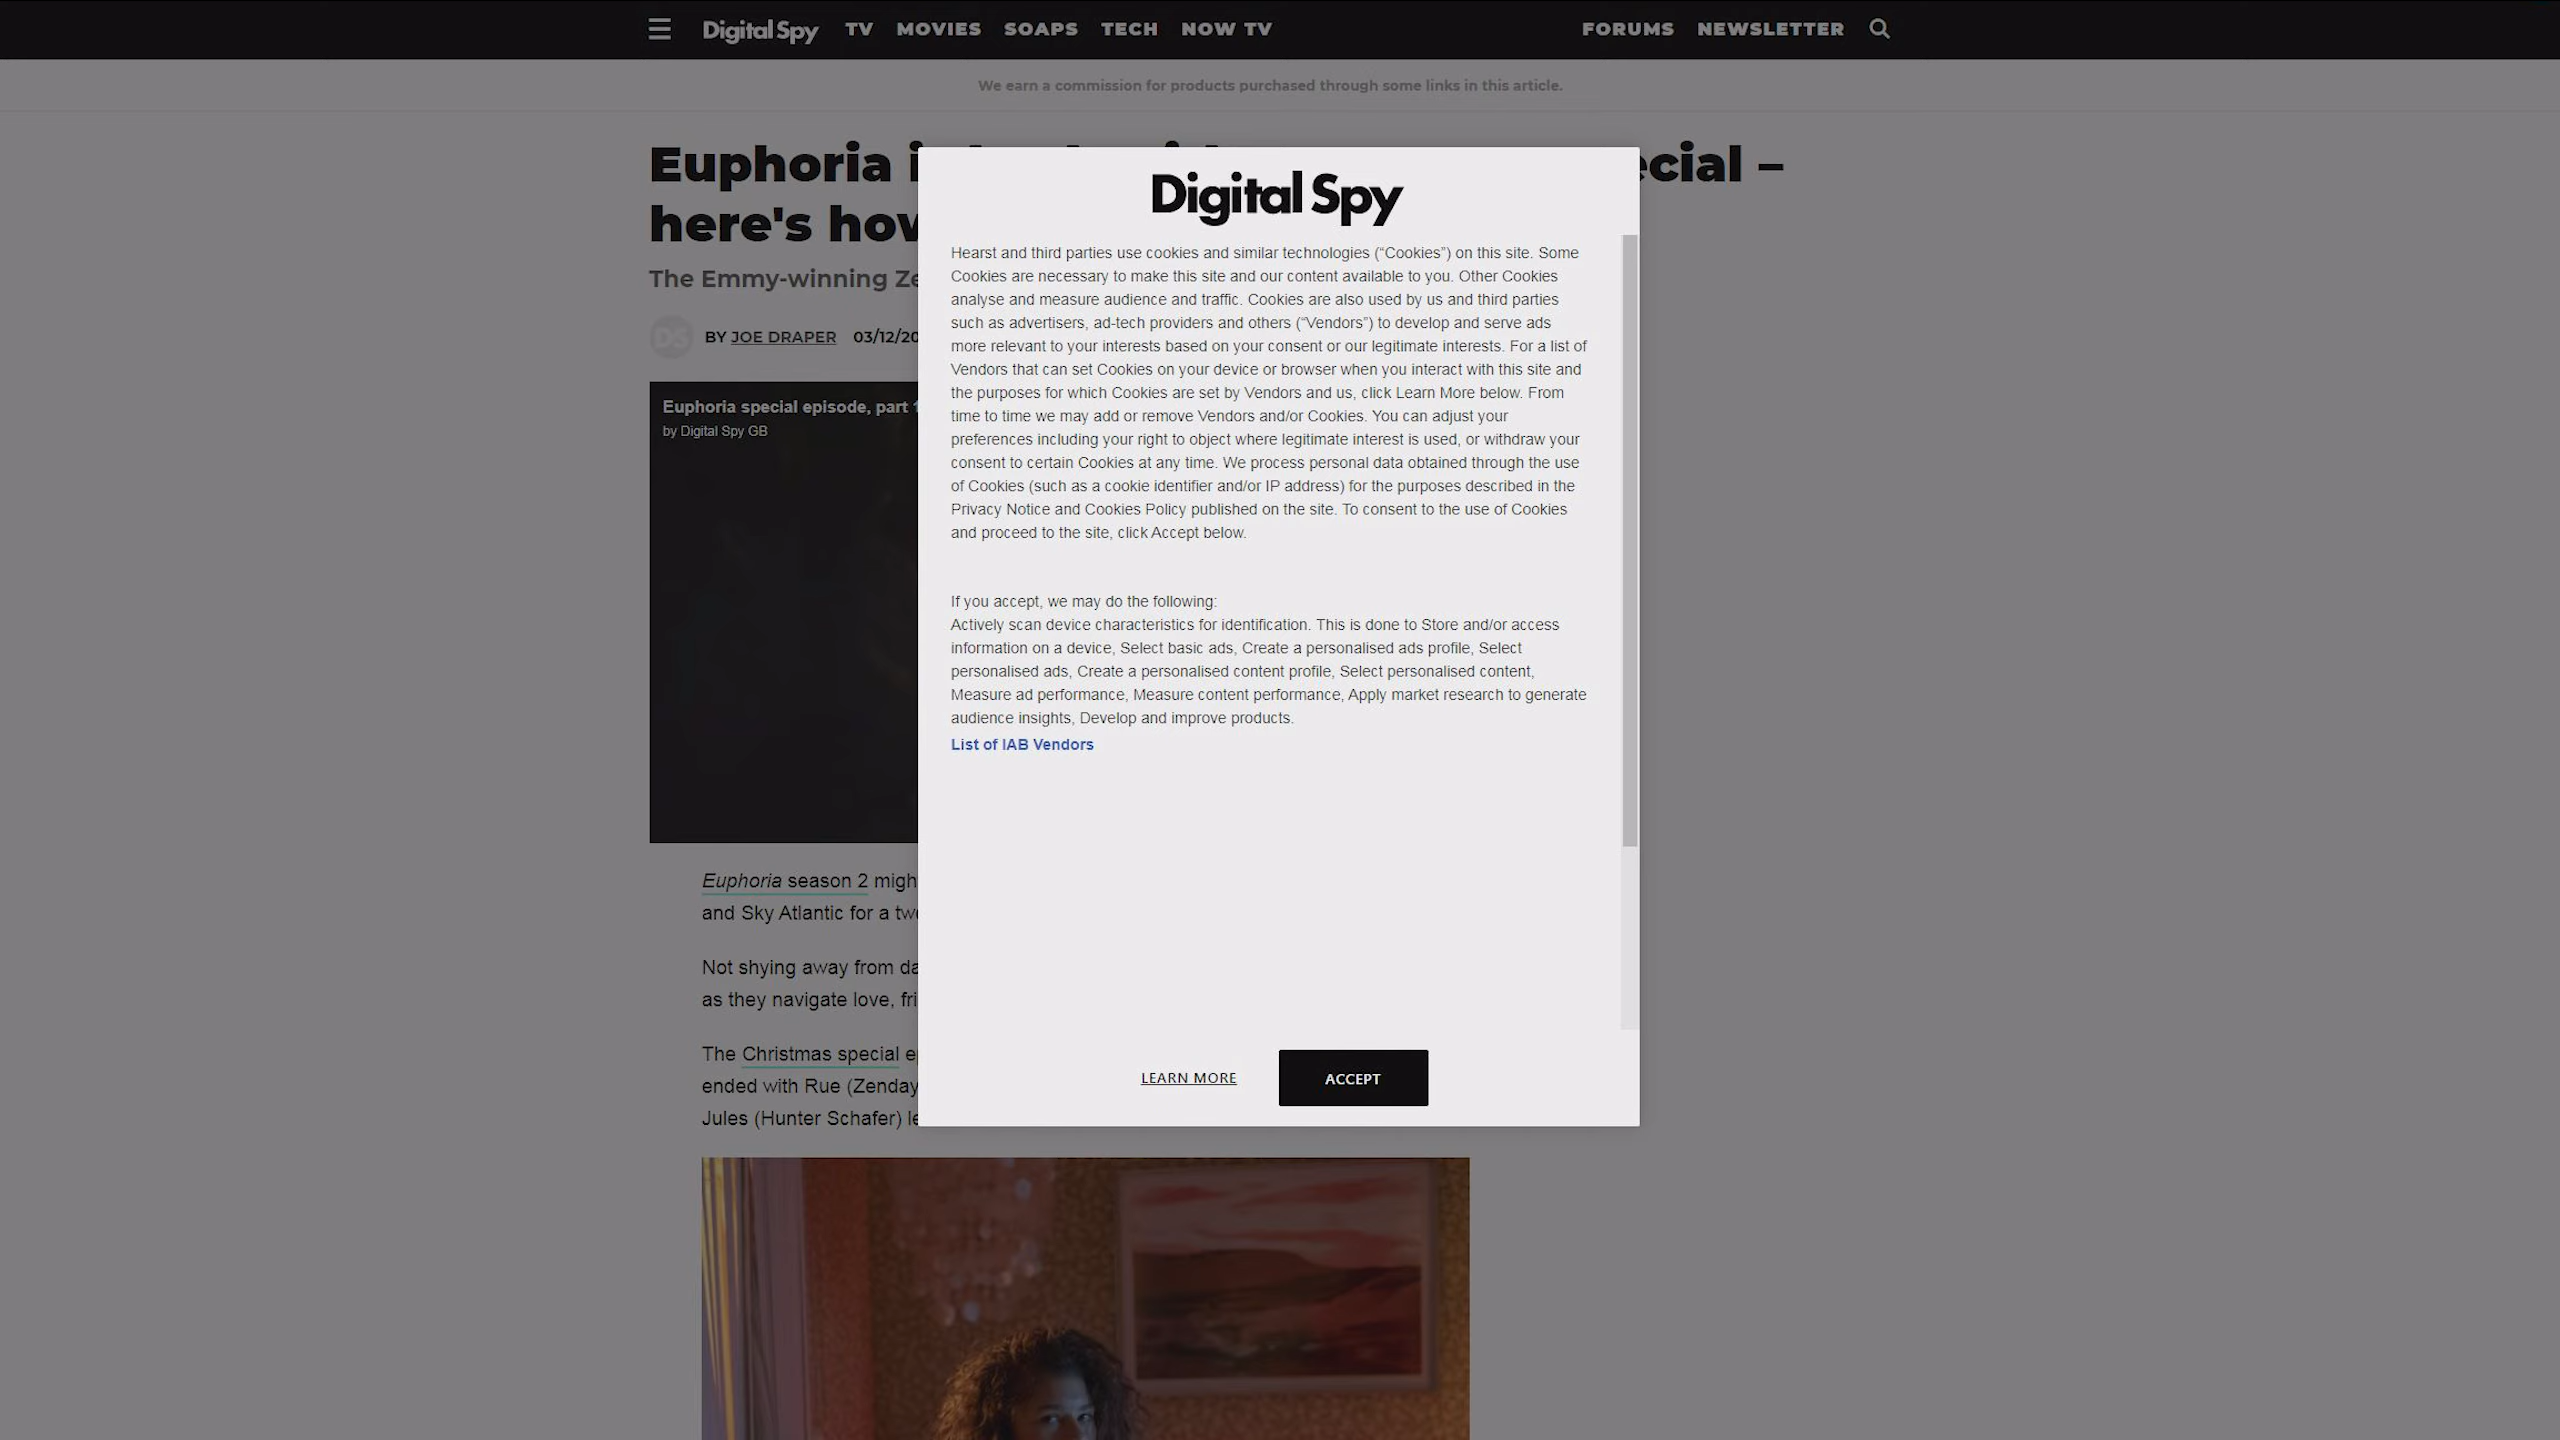 Digital Spy TV MOVIES SOAPS TECH NOW TV FORUMS NEWSLETTER
We earn a commission for products purchased through some links in this article.
Euphoria ecial –
here's how
The Emmy-winning
BY JOE DRAPER 03/12/20
Euphoria special episode, part 1
by Digital Spy GB
Euphoria season 2
and Sky Atlantic for a
Not shying away from
as they navigate love,
The Christmas special
ended with Rue
Jules (Hunter Schafer)
Digital Spy
Hearst and third parties use cookies and similar technologies (“Cookies”) on this site. Some
Cookies are necessary to make this site and our content available to you. Other Cookies
analyse and measure audience and traffic. Cookies are also used by us and third parties
such as advertisers, ad-tech providers and others (“Vendors”) to develop and serve ads
more relevant to your interests based on your consent or our legitimate interests. For a list of
Vendors that can set Cookies on your device or browser when you interact with this site and
the purposes for which Cookies are set by Vendors and us, click Learn More below. From
time to time we may add or remove Vendors and/or Cookies. You can adjust your
preferences including your right to object where legitimate interest is used, or withdraw your
consent to certain Cookies at any time. We process personal data obtained through the use
of Cookies (such as a cookie identifier and/or IP address) for the purposes described in the
Privacy Notice and Cookies Policy published on the site. To consent to the use of Cookies
and proceed to the site, click Accept below.
If you accept, we may do the following:
Actively scan device characteristics for identification. This is done to Store and/or access
information on a device, Select basic ads, Create a personalised ads profile, Select
personalised ads, Create a personalised content profile, Select personalised content,
Measure ad performance, Measure content performance, Apply market research to generate
audience insights, Develop and improve products.
List of IAB Vendors
LEARN MORE ACCEPT